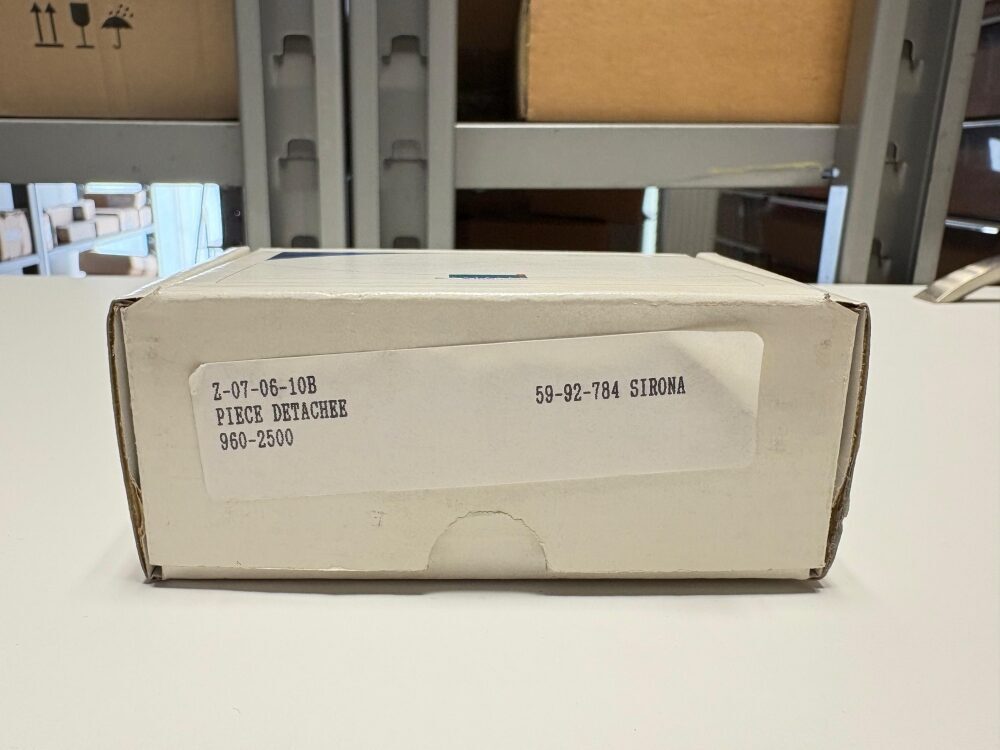 Z-07-06-10B
PIECE DETACHEE
960-2500
59-92-784 SIRONA